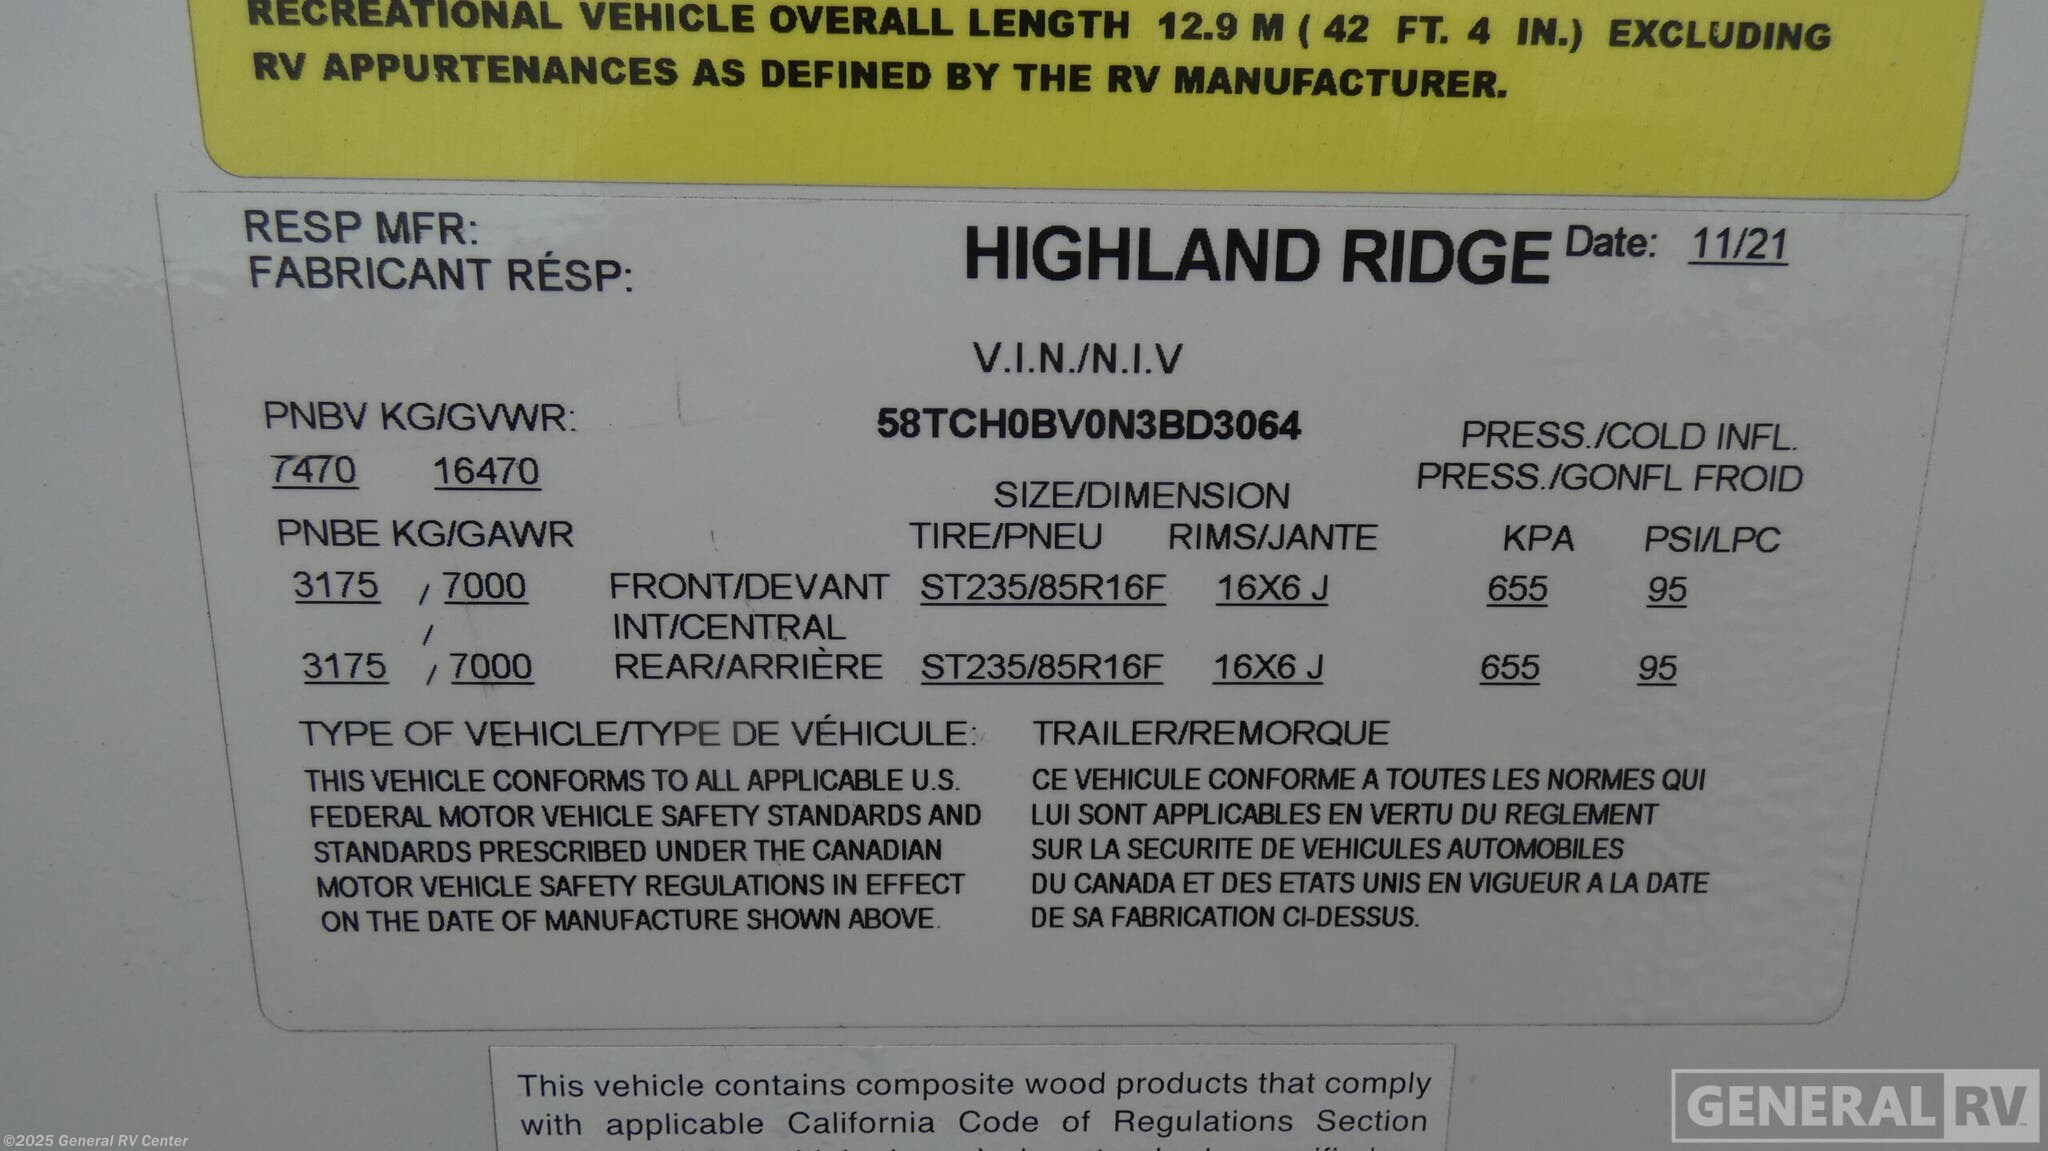 RECREATIONAL VEHICLE OVERALL LENGTH 12.9 M ( 42 FT. 4 IN.) EXCLUDING
RV APPURTENANCES AS DEFINED BY THE RV MANUFACTURER.
RESP MFR:
FABRICANT RÉSP:
HIGHLAND RIDGE Date: 11/21
V.I.N./N.I.V
PNBV KG/GVWR: 58TCH0BV0N3BD3064 PRESS./COLD INFL.
7470 16470 SIZE/DIMENSION PRESS./GONFL FROID
PNBE KG/GAWR TIRE/PNEU RIMS/JANTE KPA PSI/LPC
3175 / 7000 FRONT/DEVANT ST235/85R16F 16X6 J 655 95
/ INT/CENTRAL
3175 / 7000 REAR/ARRIÈRE ST235/85R16F 16X6 J 655 95
TYPE OF VEHICLE/TYPE DE VÉHICULE: TRAILER/REMORQUE
THIS VEHICLE CONFORMS TO ALL APPLICABLE U.S.
FEDERAL MOTOR VEHICLE SAFETY STANDARDS AND
STANDARDS PRESCRIBED UNDER THE CANADIAN
MOTOR VEHICLE SAFETY REGULATIONS IN EFFECT
ON THE DATE OF MANUFACTURE SHOWN ABOVE.
CE VEHICULE CONFORME A TOUTES LES NORMES QUI
LUI SONT APPLICABLES EN VERTU DU REGLEMENT
SUR LA SECURITE DE VEHICULES AUTOMOBILES
DU CANADA ET DES ETATS UNIS EN VIGUEUR A LA DATE
DE SA FABRICATION CI-DESSUS.
This vehicle contains composite wood products that comply
with applicable California Code of Regulations Section
GENERAL RV
©2025 General RV Center